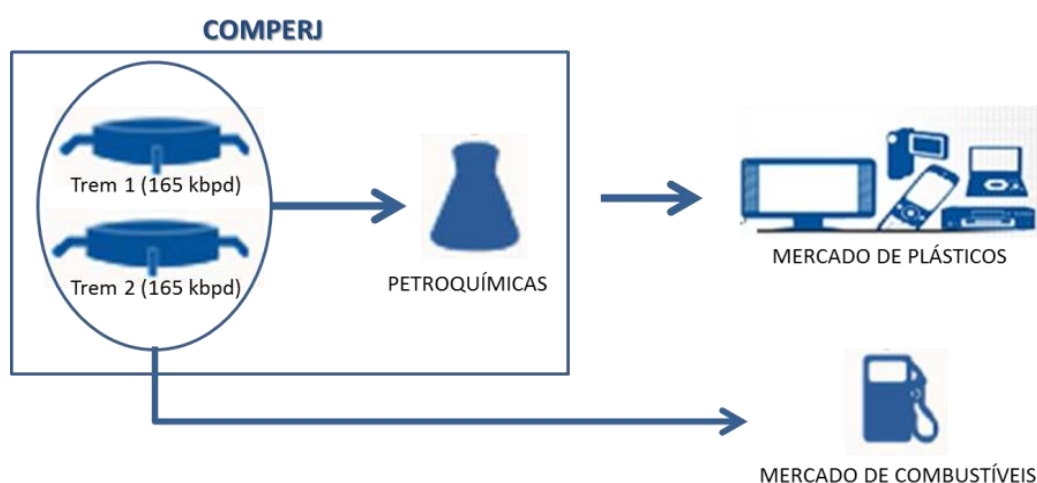 COMPERJ
Trem 1 (165 kbpd)
Trem 2 (165 kbpd)
PETROQUÍMICAS
MERCADO DE PLÁSTICOS
MERCADO DE COMBUSTÍVEIS